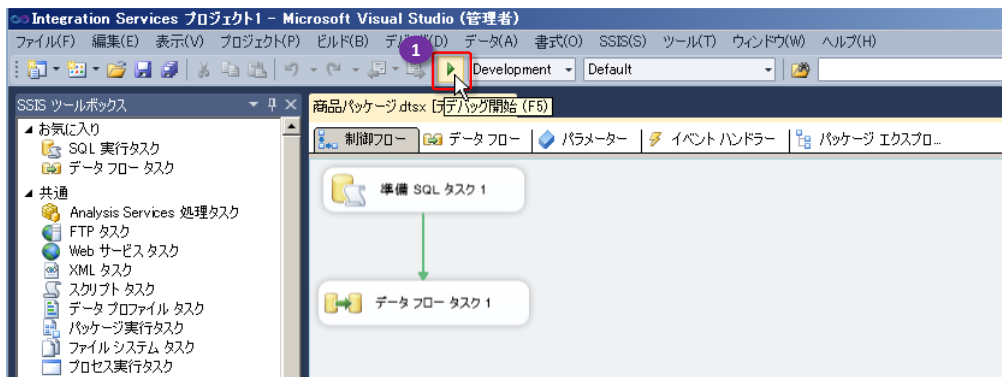 Integration Services プロジェクト1 - Microsoft Visual Studio (管理者)
ファイル(F) 編集(E) 表示(V) プロジェクト(P) ビルド(B) デバッグ(D) データ(A) 書式(O) SSIS(S) ツール(T) ウィンドウ(W) ヘルプ(H)
1
Development Default
SSIS ツールボックス
商品パッケージ.dtsx [デ
デバッグ開始 (F5)
お気に入り
SQL 実行タスク
データ フロー タスク
共通
Analysis Services 処理タスク
FTP タスク
Web サービス タスク
XML タスク
スクリプト タスク
データ プロファイル タスク
パッケージ実行タスク
ファイル システム タスク
プロセス実行タスク
制御フロー データ フロー パラメーター イベント ハンドラー パッケージ エクスプロ...
準備 SQL タスク 1
データ フロー タスク 1